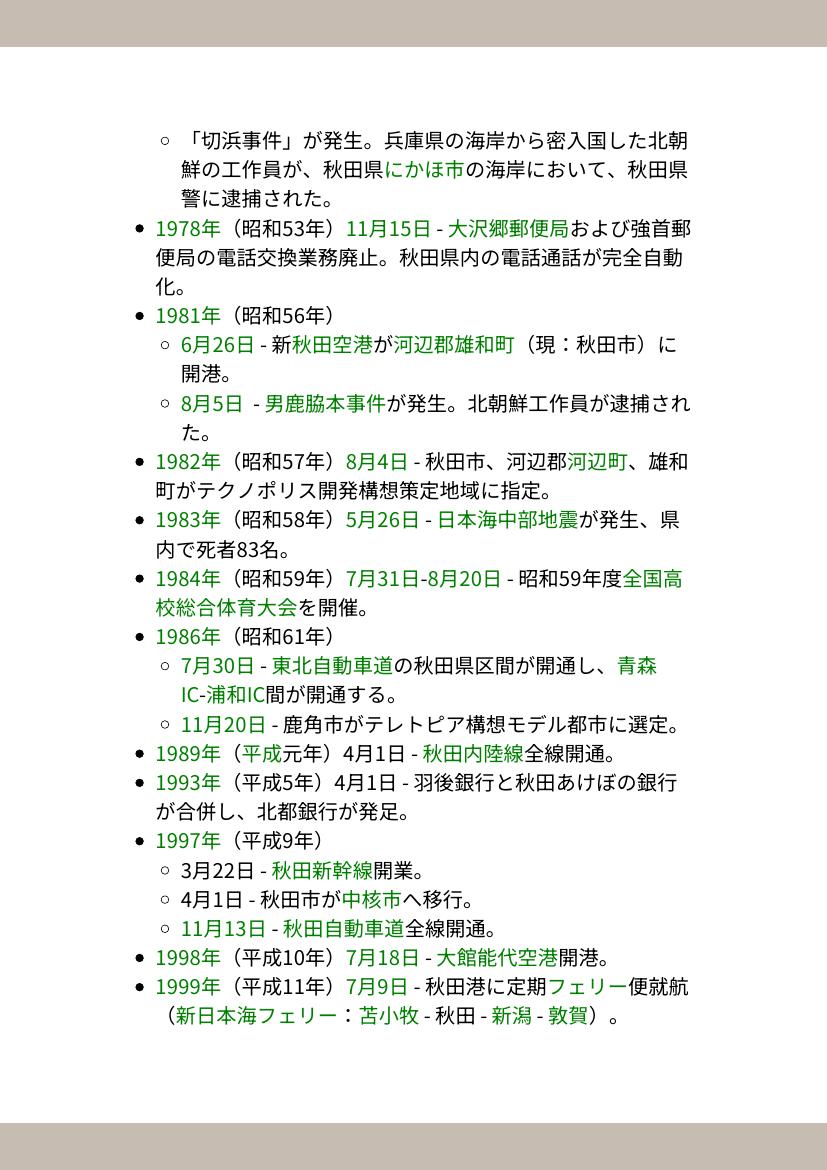 「切浜事件」が発生。兵庫県の海岸から密入国した北朝
鮮の工作員が、秋田県にかほ市の海岸において、秋田県
警に逮捕された。
1978年（昭和53年）11月15日 - 大沢郷郵便局および強首郵
便局の電話交換業務廃止。秋田県内の電話通話が完全自動
化。
1981年（昭和56年）
6月26日 - 新秋田空港が河辺郡雄和町（現：秋田市）に
開港。
8月5日 - 男鹿脇本事件が発生。北朝鮮工作員が逮捕され
た。
1982年（昭和57年）8月4日 - 秋田市、河辺郡河辺町、雄和
町がテクノポリス開発構想策定地域に指定。
1983年（昭和58年）5月26日 - 日本海中部地震が発生、県
内で死者83名。
1984年（昭和59年）7月31日-8月20日 - 昭和59年度全国高
校総合体育大会を開催。
1986年（昭和61年）
7月30日 - 東北自動車道の秋田県区間が開通し、青森
IC-浦和IC間が開通する。
11月20日 - 鹿角市がテレトピア構想モデル都市に選定。
1989年（平成元年）4月1日 - 秋田内陸線全線開通。
1993年（平成5年）4月1日 - 羽後銀行と秋田あけぼの銀行
が合併し、北都銀行が発足。
1997年（平成9年）
3月22日 - 秋田新幹線開業。
4月1日 - 秋田市が中核市へ移行。
11月13日 - 秋田自動車道全線開通。
1998年（平成10年）7月18日 - 大館能代空港開港。
1999年（平成11年）7月9日 - 秋田港に定期フェリー便就航
（新日本海フェリー：苫小牧 - 秋田 - 新潟 - 敦賀）。